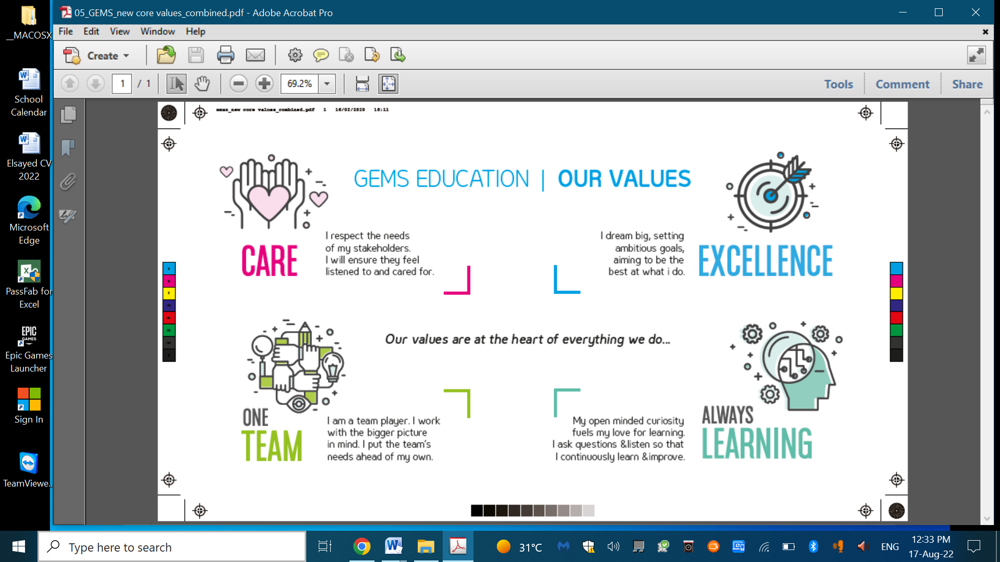 __MACOSX
School
Calendar
Elsayed CV
2022
Microsoft
Edge
PassFab for
Excel
EPIC
GAMES
Epic Games
Launcher
Sign In
TeamViewe...
05_GEMS_new core values_combined.pdf - Adobe Acrobat Pro
File Edit View Window Help
Create
1 / 1
69.2%
Tools Comment Share
GEMS_new core values_combined.pdf 1 16/02/2020 16:11
GEMS EDUCATION | OUR VALUES
CARE
I respect the needs
of my stakeholders.
I will ensure they feel
listened to and cared for.
I dream big, setting
ambitious goals,
aiming to be the
best at what i do.
EXCELLENCE
Our values are at the heart of everything we do...
ONE
TEAM
I am a team player. I work
with the bigger picture
in mind. I put the team's
needs ahead of my own.
My open minded curiosity
fuels my love for learning.
I ask questions &listen so that
I continuously learn &improve.
ALWAYS
LEARNING
Type here to search
31°C
ENG
12:33 PM
17-Aug-22